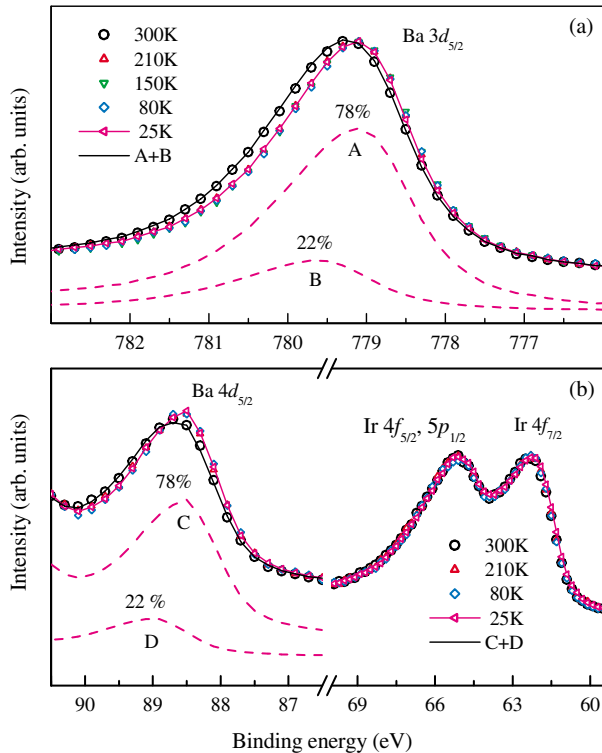 (a)
Ba 3d5/2
300K
210K
150K
80K
25K
A+B
78%
A
22%
B
Intensity (arb. units)
782 781 780 779 778 777
(b)
Ba 4d5/2
Ir 4f5/2, 5p1/2
Ir 4f7/2
78%
C
22 %
D
300K
210K
80K
25K
C+D
Intensity (arb. units)
90 88 69 66 63 60
Binding energy (eV)